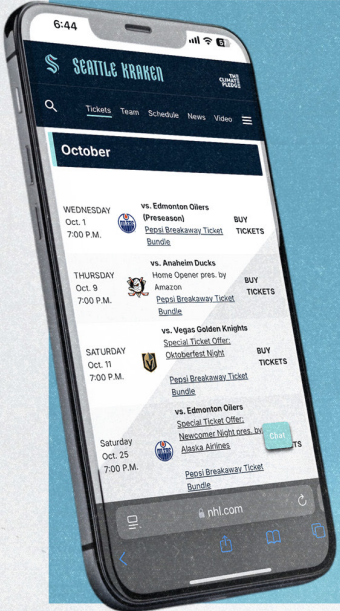 6:44
5
SEATTLE KRAKEN
THE
CLIMATE
PLEDGE
Tickets Team Schedule News Video
October
WEDNESDAY
Oct. 1
7:00 P.M.
vs. Edmonton Oilers
(Preseason)
Pepsi Breakaway Ticket
Bundle
BUY
TICKETS
THURSDAY
Oct. 9
7:00 P.M.
vs. Anaheim Ducks
Home Opener pres. by
Amazon
Pepsi Breakaway Ticket
Bundle
BUY
TICKETS
SATURDAY
Oct. 11
7:00 P.M.
vs. Vegas Golden Knights
Special Ticket Offer:
Oktoberfest Night
Pepsi Breakaway Ticket
Bundle
BUY
TICKETS
Saturday
Oct. 25
7:00 P.M.
OILERS
vs. Edmonton Oilers
Special Ticket Offer:
Newcomer Night pres. by
Alaska Airlines
Pepsi Breakaway Ticket
Bundle
TS
Chat
nhl.com